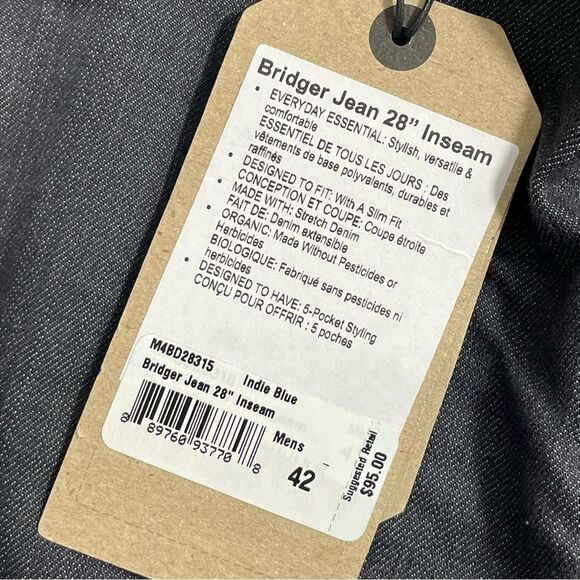 Bridger Jean 28" Inseam
• EVERYDAY ESSENTIAL: Stylish, versatile &
comfortable
ESSENTIEL DE TOUS LES JOURS : Des
vêtements de base polyvalents, durables et
raffinés
• DESIGNED TO FIT: With A Slim Fit
CONCEPTION ET COUPE: Coupe étroite
• MADE WITH: Stretch Denim
FAIT DE: Denim extensible
• ORGANIC: Made Without Pesticides or
Herbicides
BIOLOGIQUE: Fabriqué sans pesticides ni
herbicides
• DESIGNED TO HAVE: 5-Pocket Styling
CONÇU POUR OFFRIR : 5 poches
M4BD28315 Indie Blue
Bridger Jean 28" Inseam
8 89760 93770 8
Mens
42
Suggested Retail
$95.00